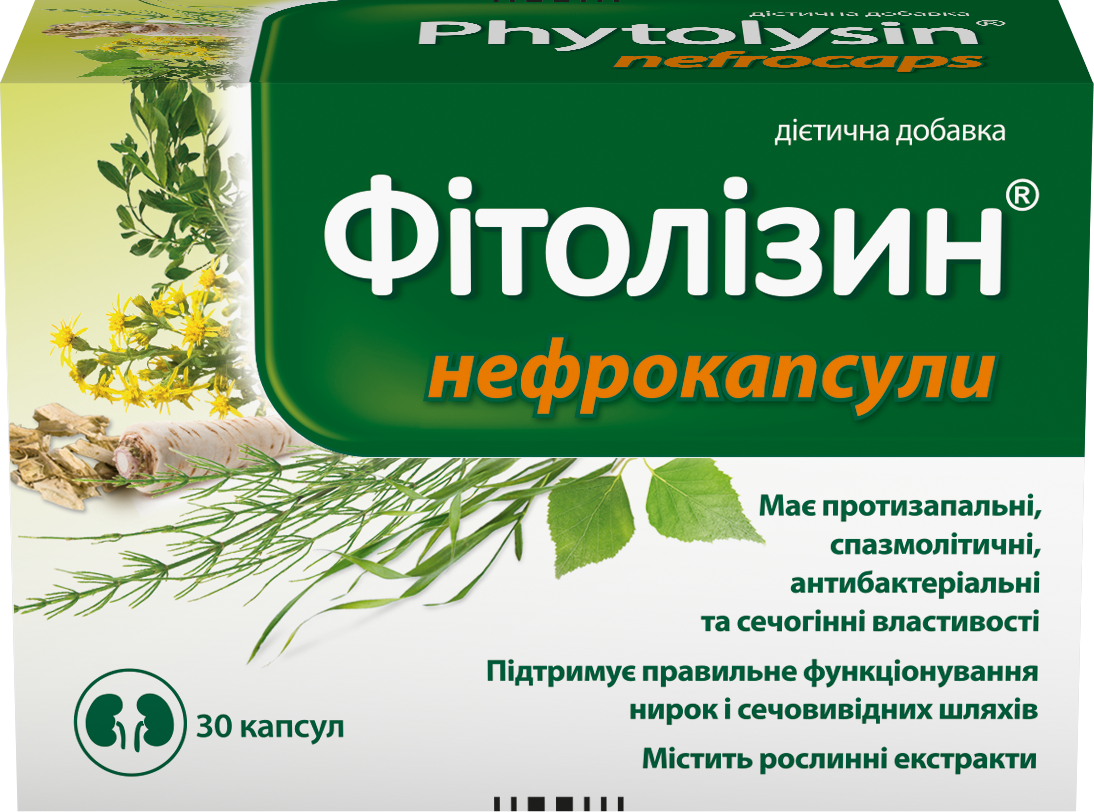 дієтична добавка
Phytolysin®
nefrocaps
дієтична добавка
Фітолізин®
нефрокапсули
Має протизапальні,
спазмолітичні,
антибактеріальні
та сечогінні властивості
Підтримує правильне функціонування
нирок і сечовивідних шляхів
Містить рослинні екстракти
30 капсул